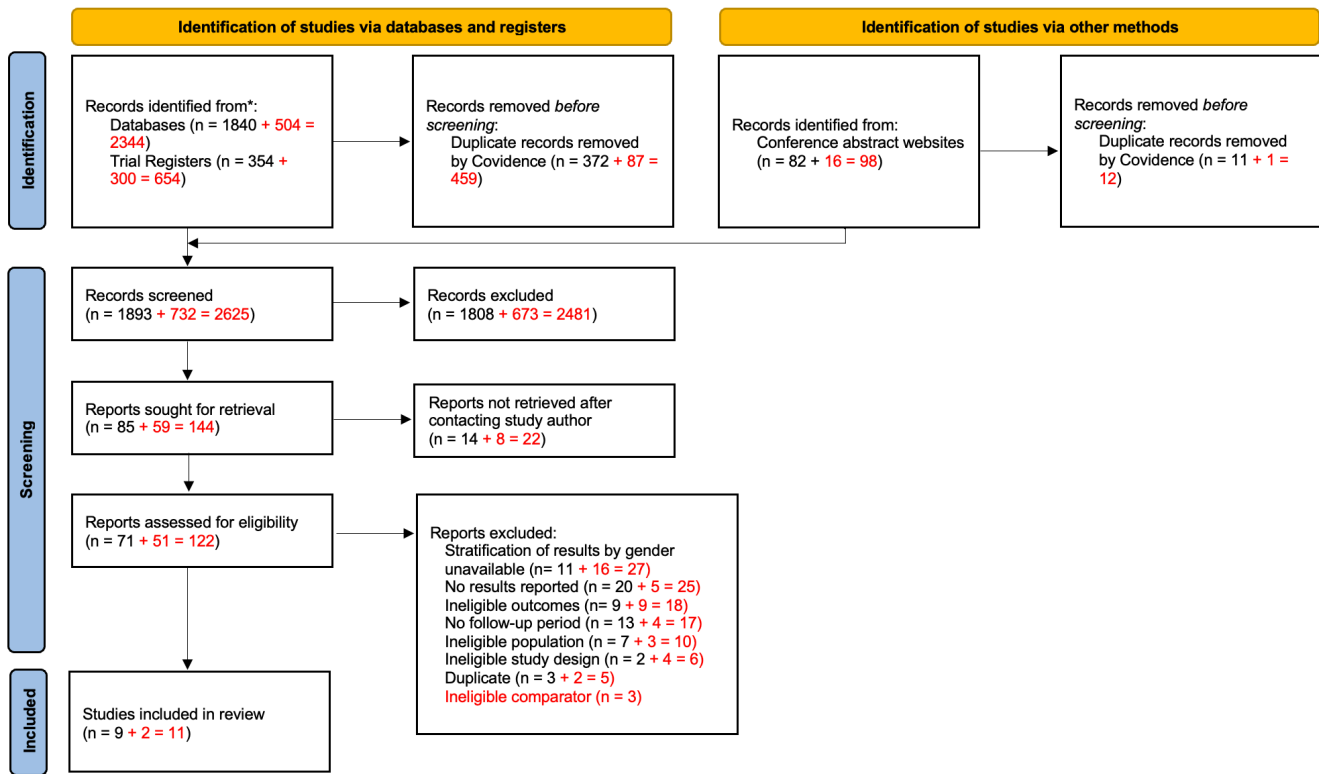 Identification of studies via databases and registers
Identification of studies via other methods
Identification
Records identified from*:
Databases (n = 1840 + 504 =
2344)
Trial Registers (n = 354 +
300 = 654)
Records removed before
screening:
Duplicate records removed
by Covidence (n = 372 + 87 =
459)
Records identified from:
Conference abstract websites
(n = 82 + 16 = 98)
Records removed before
screening:
Duplicate records removed
by Covidence (n = 11 + 1 =
12)
Screening
Records screened
(n = 1893 + 732 = 2625)
Records excluded
(n = 1808 + 673 = 2481)
Reports sought for retrieval
(n = 85 + 59 = 144)
Reports not retrieved after
contacting study author
(n = 14 + 8 = 22)
Reports assessed for eligibility
(n = 71 + 51 = 122)
Reports excluded:
Stratification of results by gender
unavailable (n= 11 + 16 = 27)
No results reported (n = 20 + 5 = 25)
Ineligible outcomes (n= 9 + 9 = 18)
No follow-up period (n = 13 + 4 = 17)
Ineligible population (n = 7 + 3 = 10)
Ineligible study design (n = 2 + 4 = 6)
Duplicate (n = 3 + 2 = 5)
Ineligible comparator (n = 3)
Included
Studies included in review
(n = 9 + 2 = 11)